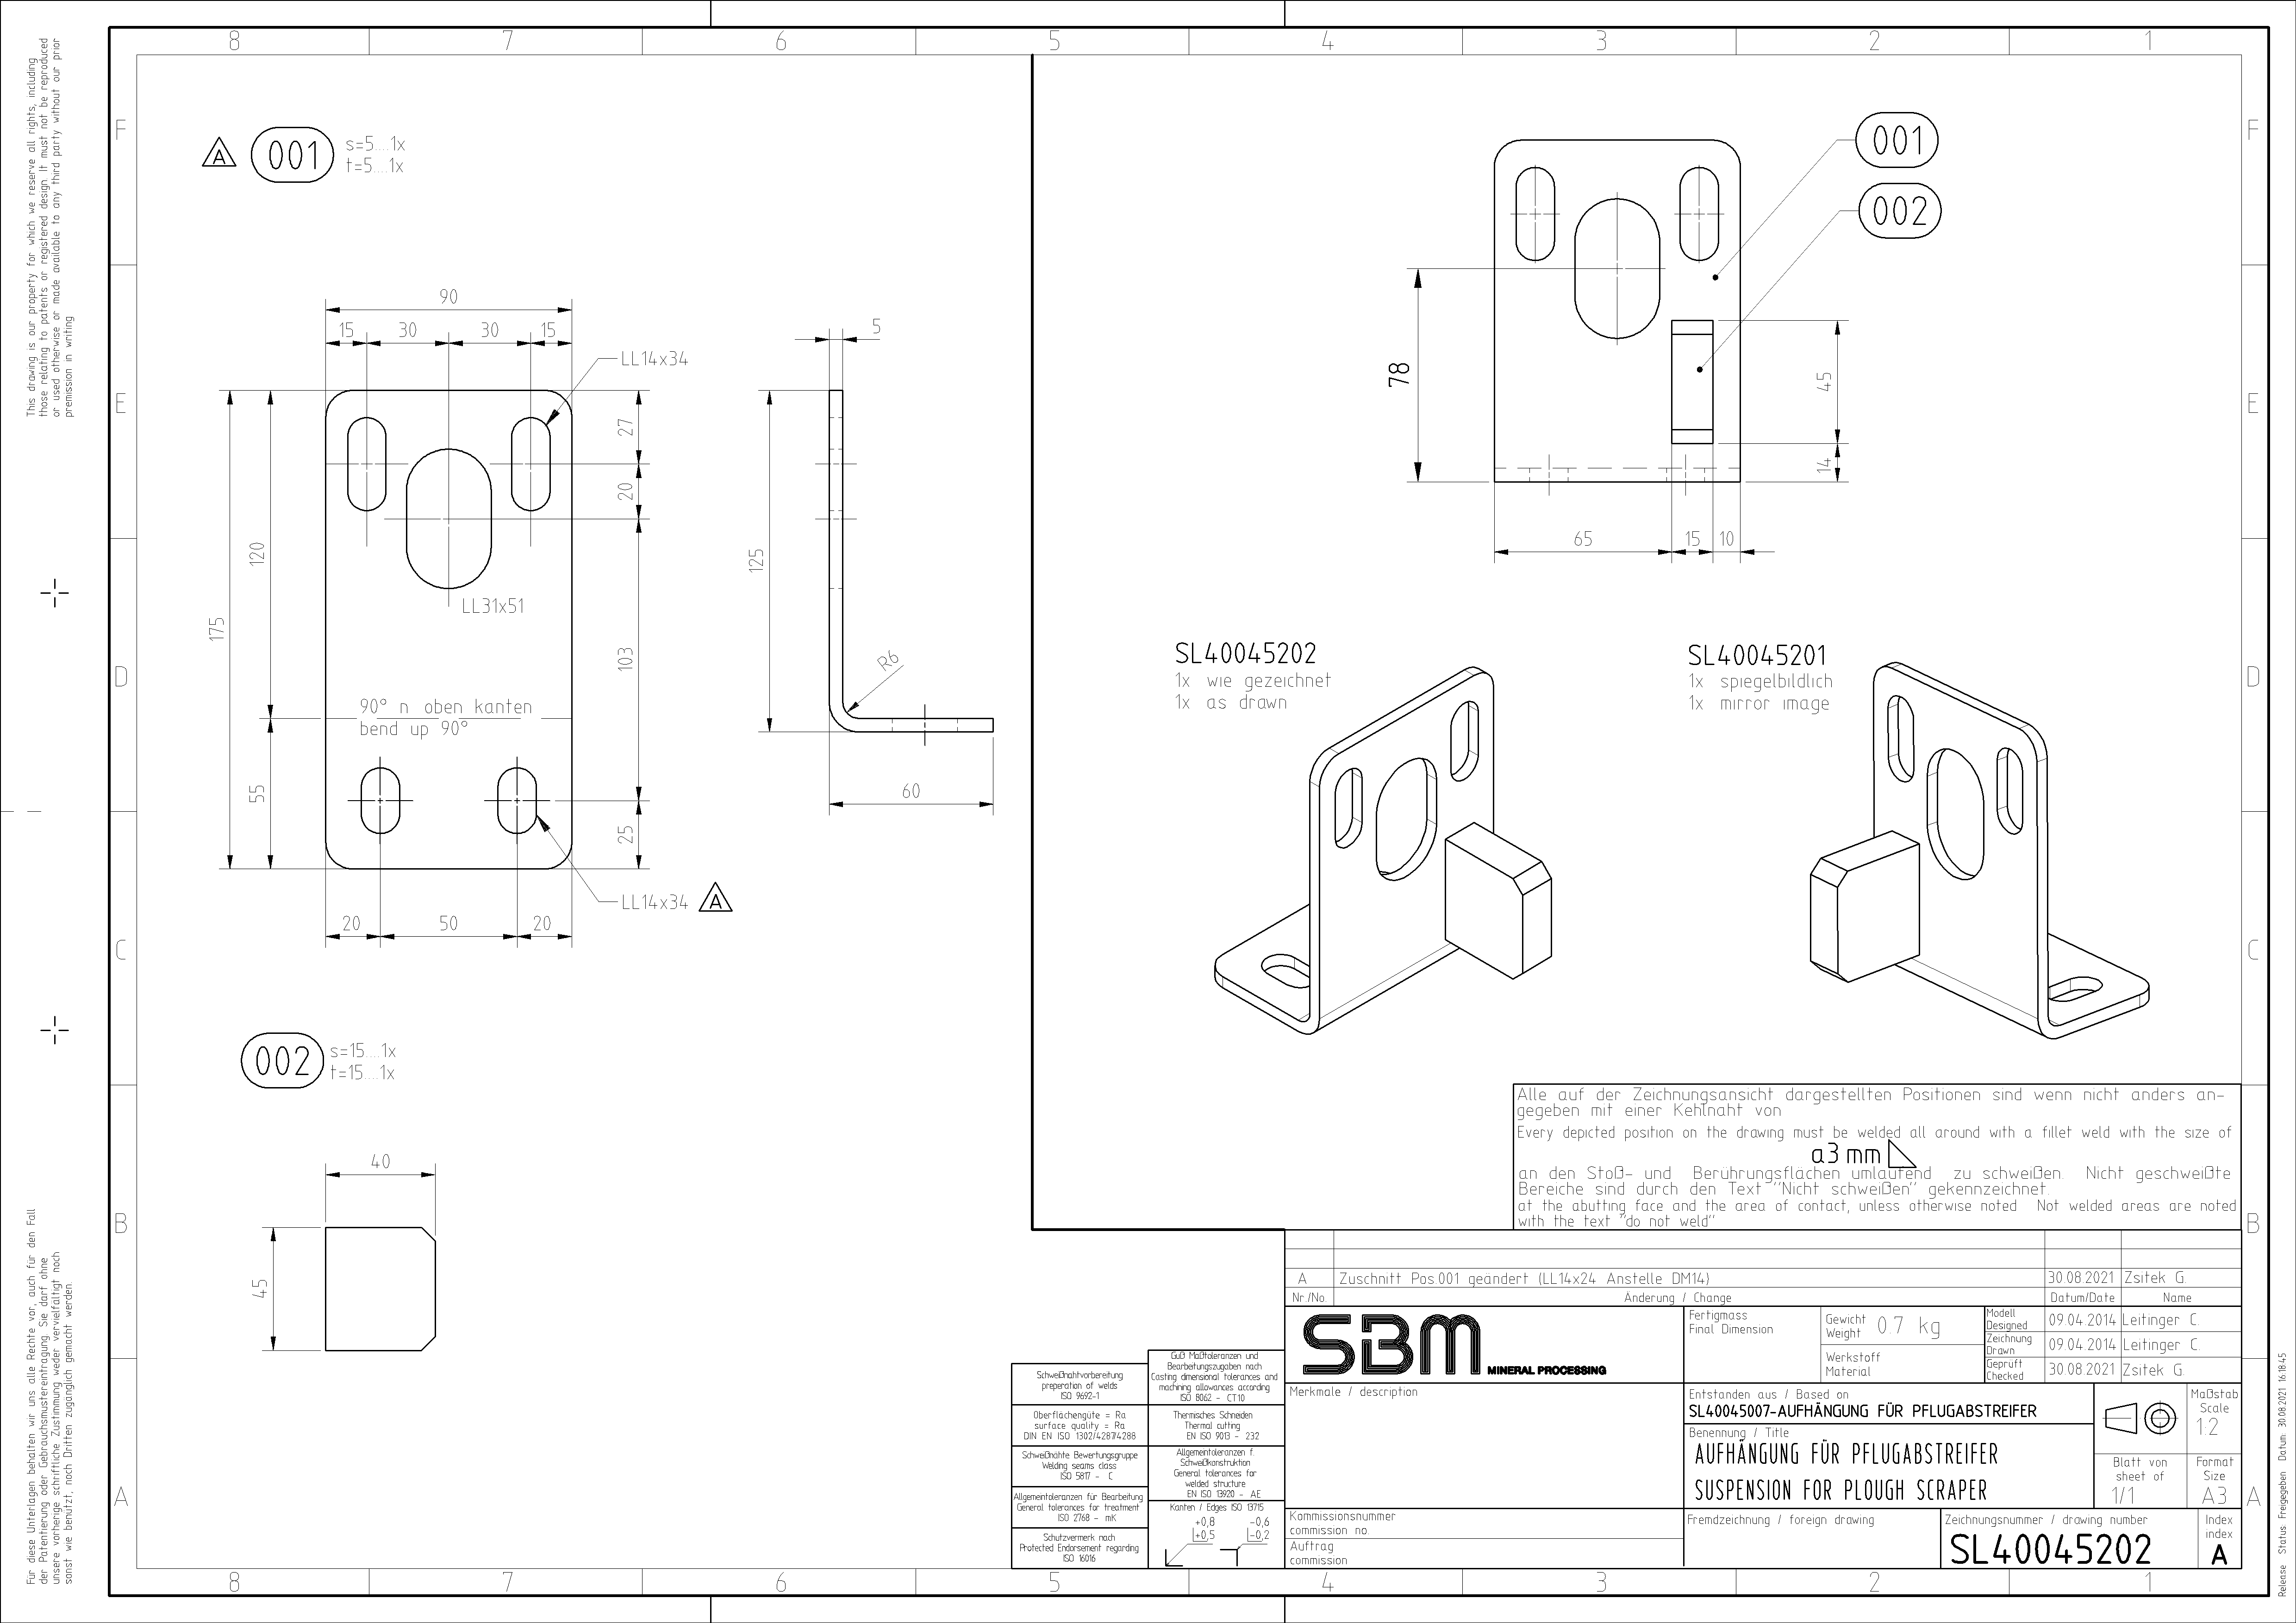 8 7 6 5 4 3 2 1
F
E
D
C
B
A
This drawing is our property for which we reserve all rights, including
those relating to patents or registered design. It must not be reproduced
or used otherwise or made available to any third party without our prior
premission in writing
Für diese Unterlagen behalten wir uns alle Rechte vor, auch für den Fall
der Patentierung oder Gebrauchsmustereintragung. Sie darf ohne
unsere vorherige schriftliche Zustimmung weder vervielfältigt noch
sonst wie benützt, noch Dritten zugänglich gemacht werden.
A
001
s=5....1x
t=5....1x
90
15 30 30 15
LL14x34
27
20
103
25
120
175
55
LL31x51
90° n oben kanten
bend up 90°
20 50 20
LL14x34
A
5
125
R6
60
002
s=15....1x
t=15....1x
40
45
001
002
78
45
14
65 15 10
SL40045202
1x wie gezeichnet
1x as drawn
SL40045201
1x spiegelbildlich
1x mirror image
Alle auf der Zeichnungsansicht dargestellten Positionen sind wenn nicht anders an-
gegeben mit einer Kehlnaht von
Every depicted position on the drawing must be welded all around with a fillet weld with the size of
a3 mm
an den Stoß- und Berührungsflächen umlaufend zu schweißen. Nicht geschweißte
Bereiche sind durch den Text "Nicht schweißen" gekennzeichnet.
at the abutting face and the area of contact, unless otherwise noted Not welded areas are noted
with the text "do not weld"
A Zuschnitt Pos.001 geändert (LL14x24 Anstelle DM14) 30.08.2021 Zsitek G.
Nr./No. Änderung / Change Datum/Date Name
SBM MINERAL PROCESSING
Fertigmass
Final Dimension
Gewicht
Weight
0.7 kg
Werkstoff
Material
Modell
Designed
09.04.2014 Leitinger C.
Zeichnung
Drawn
09.04.2014 Leitinger C.
Geprüft
Checked
30.08.2021 Zsitek G.
Merkmale / description
Entstanden aus / Based on
SL40045007-AUFHÄNGUNG FÜR PFLUGABSTREIFER
Benennung / Title
AUFHÄNGUNG FÜR PFLUGABSTREIFER
SUSPENSION FOR PLOUGH SCRAPER
Maßstab
Scale
1:2
Blatt von
sheet of
1/1
Format
Size
A3
Kommissionsnummer
commission no.
Auftrag
commission
Fremdzeichnung / foreign drawing
Zeichnungsnummer / drawing number
SL40045202
Index
index
A
Schweißnahtvorbereitung
preperation of welds
ISO 9692-1
Oberflächengüte = Ra
surface quality = Ra
DIN EN ISO 1302/4287/4288
Schweißnähte Bewertungsgruppe
Welding seams class
ISO 5817 - C
Allgemeintoleranzen für Bearbeitung
General tolerances for treatment
ISO 2768 - mK
Schutzvermerk nach
Protected Endorsement regarding
ISO 16016
Guß Maßtoleranzen und
Bearbeitungszugaben nach
Casting dimensional tolerances and
machining allowances according
ISO 8062 - CT10
Thermisches Schneiden
Thermal cutting
EN ISO 9013 - 232
Allgemeintoleranzen f.
Schweißkonstruktion
General tolerances for
welded structure
EN ISO 13920 - AE
Kanten / Edges ISO 13715
+0,8 -0,6
+0,5 -0,2
Release Status: Freigegeben Datum: 30.08.2021 16:18:45
F
E
D
C
B
A
8 7 6 5 4 3 2 1